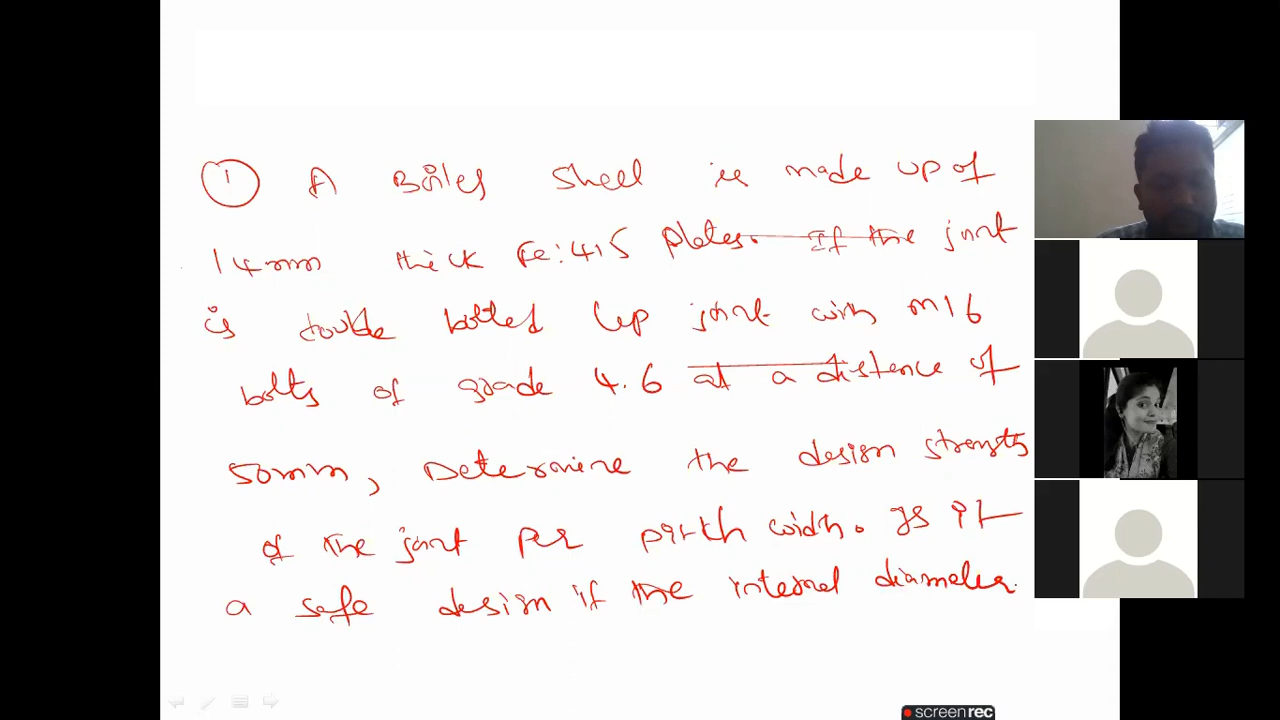 1 A Boiler Shell is made up of
14mm thick Fe:415 plates. If the joint
is double bolted Lap joint with M16
bolts of grade 4.6 at a distance of
50mm, Determine the design strength
of the joint per pitch width. Is it
a safe design if the internal diameter.
screenrec